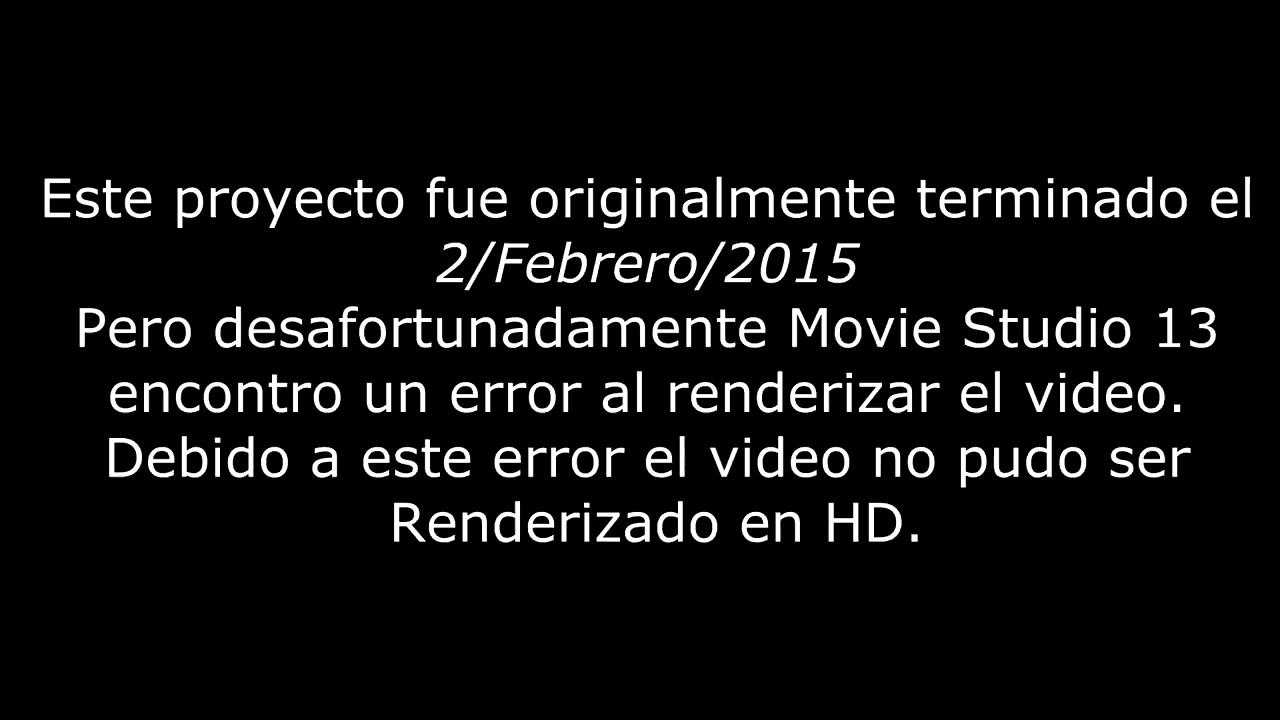 Este proyecto fue originalmente terminado el
2/Febrero/2015
Pero desafortunadamente Movie Studio 13
encontro un error al renderizar el video.
Debido a este error el video no pudo ser
Renderizado en HD.